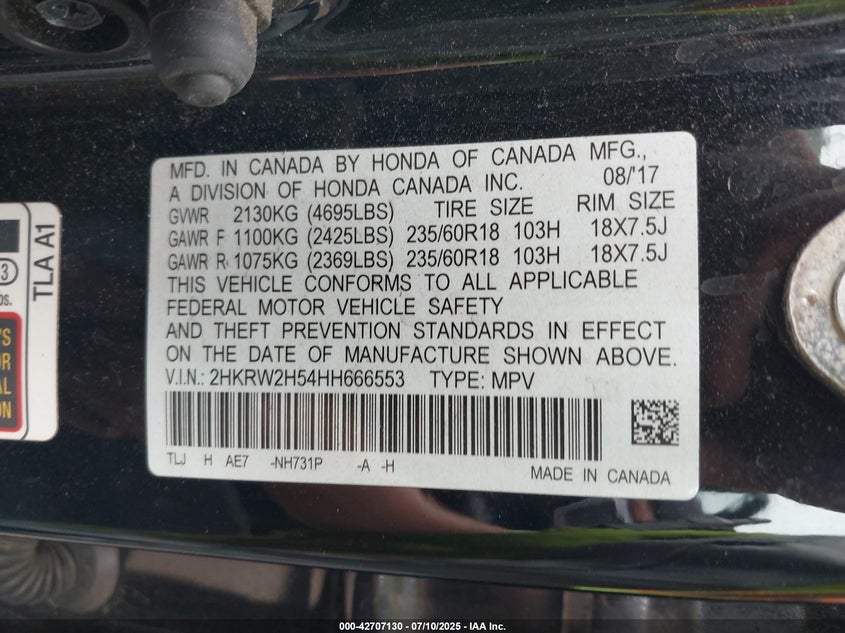 MFD. IN CANADA BY HONDA OF CANADA MFG.,
A DIVISION OF HONDA CANADA INC. 08/'17
GVWR 2130KG (4695LBS) TIRE SIZE RIM SIZE
GAWR F 1100KG (2425LBS) 235/60R18 103H 18X7.5J
GAWR R 1075KG (2369LBS) 235/60R18 103H 18X7.5J
THIS VEHICLE CONFORMS TO ALL APPLICABLE
FEDERAL MOTOR VEHICLE SAFETY
AND THEFT PREVENTION STANDARDS IN EFFECT
ON THE DATE OF MANUFACTURE SHOWN ABOVE.
V.I.N.: 2HKRW2H54HH666553 TYPE: MPV
TLJ H AE7 -NH731P -A -H
MADE IN CANADA
TLA A1
000-42707130 - 07/10/2025 - IAA Inc.